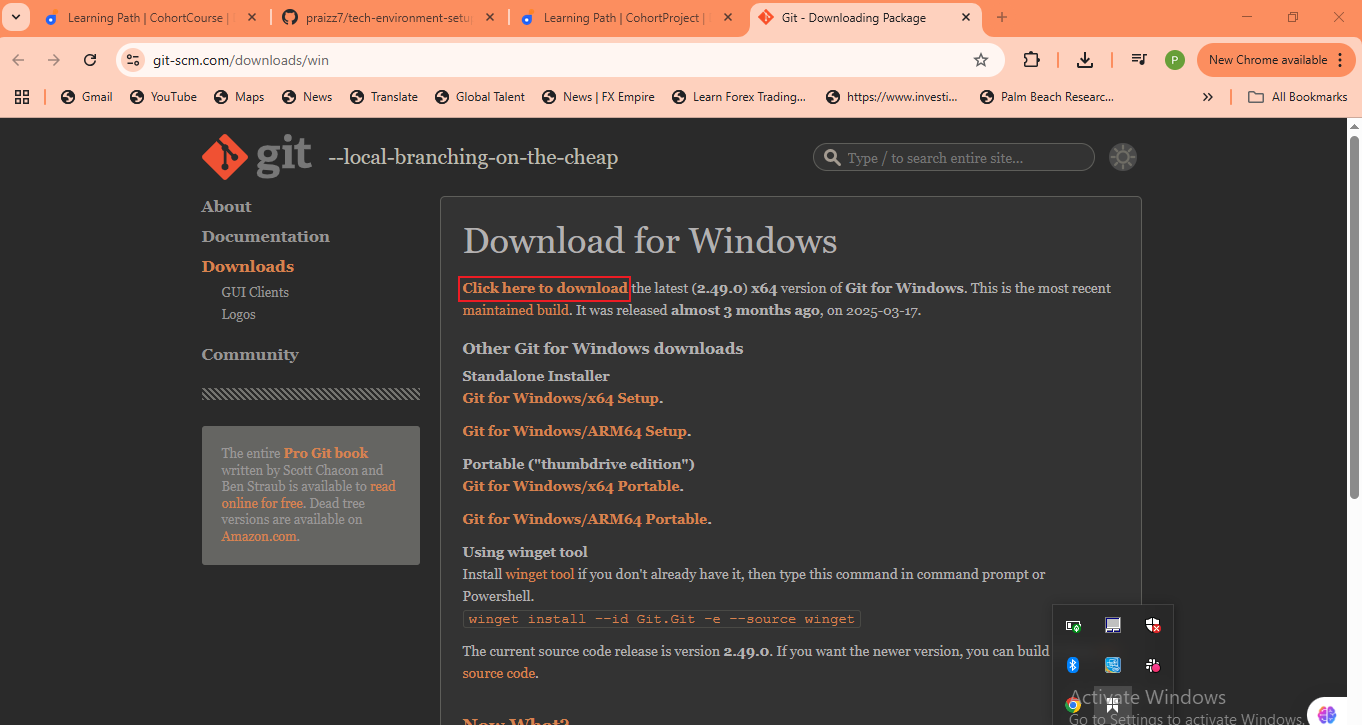 Learning Path | CohortCourse |
praizz7/tech-environment-setu
Learning Path | CohortProject |
Git - Downloading Package
git-scm.com/downloads/win
P
New Chrome available
Gmail
YouTube
Maps
News
Translate
Global Talent
News | FX Empire
Learn Forex Trading...
https://www.investi...
Palm Beach Researc...
All Bookmarks
git --local-branching-on-the-cheap
Type / to search entire site...
About
Documentation
Downloads
GUI Clients
Logos
Community
The entire Pro Git book
written by Scott Chacon and
Ben Straub is available to read
online for free. Dead tree
versions are available on
Amazon.com.
Download for Windows
Click here to download the latest (2.49.0) x64 version of Git for Windows. This is the most recent
maintained build. It was released almost 3 months ago, on 2025-03-17.
Other Git for Windows downloads
Standalone Installer
Git for Windows/x64 Setup.
Git for Windows/ARM64 Setup.
Portable ("thumbdrive edition")
Git for Windows/x64 Portable.
Git for Windows/ARM64 Portable.
Using winget tool
Install winget tool if you don't already have it, then type this command in command prompt or
Powershell.
winget install --id Git.Git -e --source winget
The current source code release is version 2.49.0. If you want the newer version, you can build
source code.
Now What?
Activate Windows
Go to Settings to activate Windows.